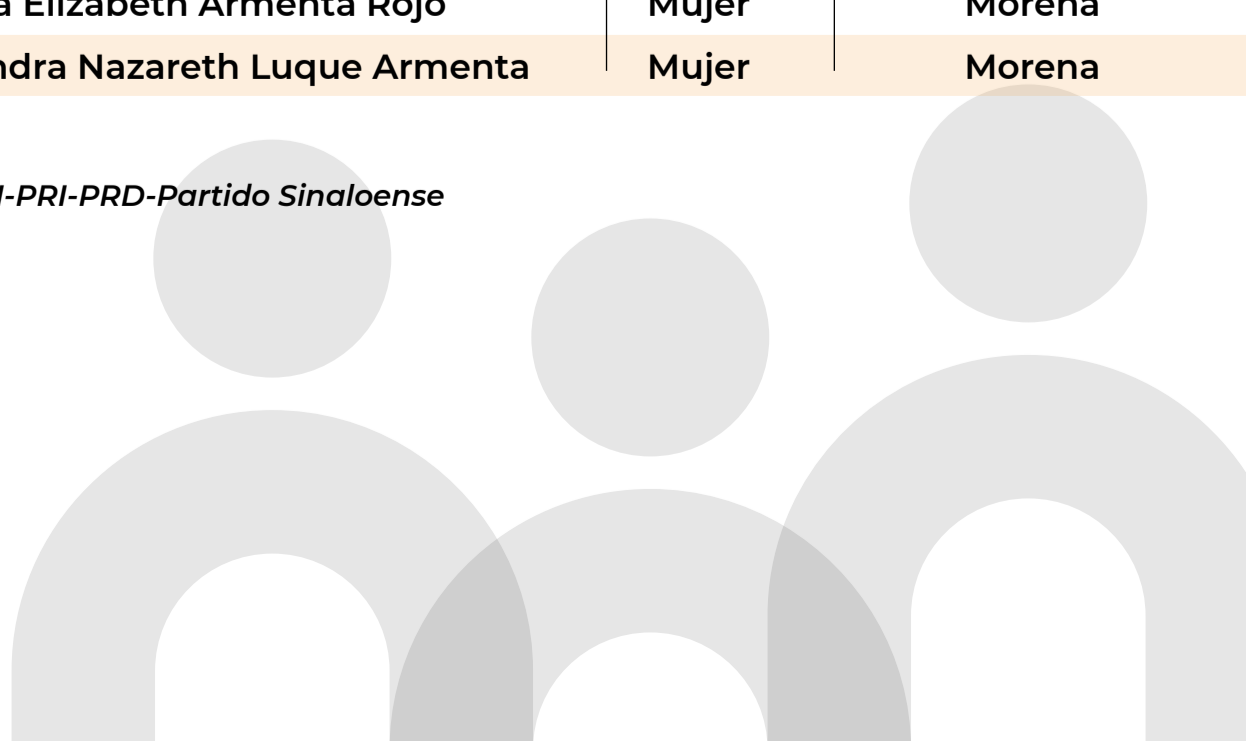 a Elizabeth Armenta Rojo Mujer Morena
ndra Nazareth Luque Armenta Mujer Morena
-PRI-PRD-Partido Sinaloense